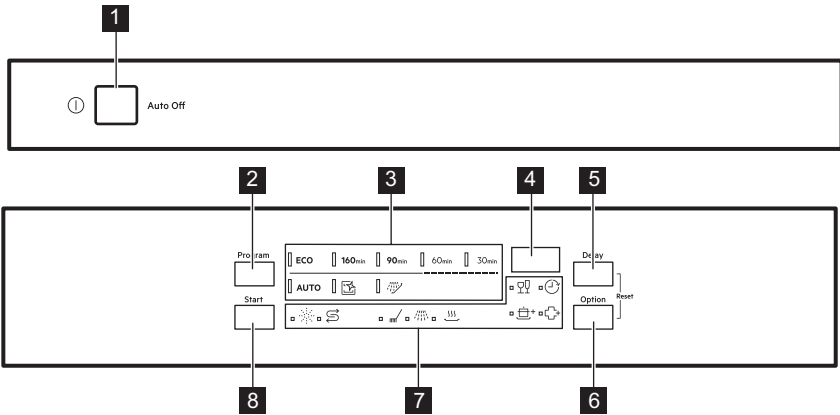 1
Auto Off
2 3 4 5
Program Delay
ECO 160min 90min 60min 30min
AUTO
Start Option Reset
8 7 6